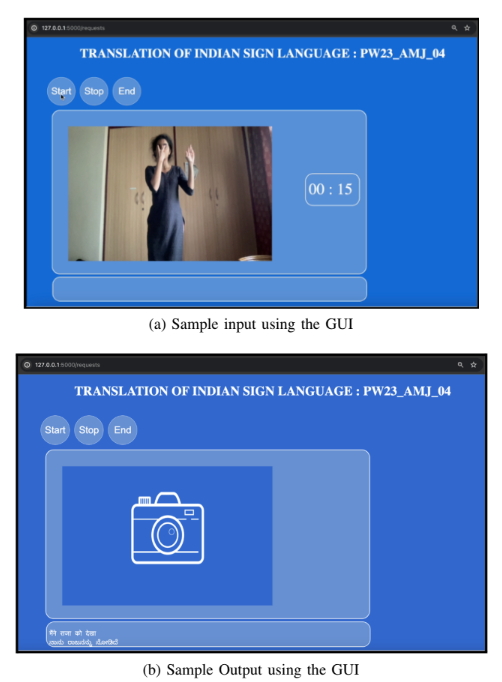 127.0.0.1:5000/requests
TRANSLATION OF INDIAN SIGN LANGUAGE : PW23_AMJ_04
Start Stop End
00 : 15
(a) Sample input using the GUI
127.0.0.1:5000/requests
TRANSLATION OF INDIAN SIGN LANGUAGE : PW23_AMJ_04
Start Stop End
मैंने राजा को देखा
ನಾನು ರಾಜನನ್ನು ನೋಡಿದೆ
(b) Sample Output using the GUI